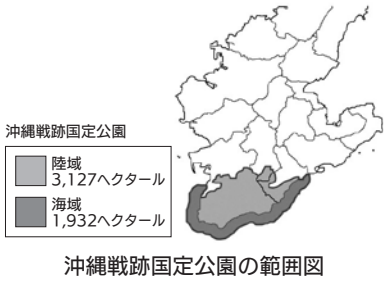 沖縄戦跡国定公園
陸域
3,127ヘクタール
海域
1,932ヘクタール
沖縄戦跡国定公園の範囲図